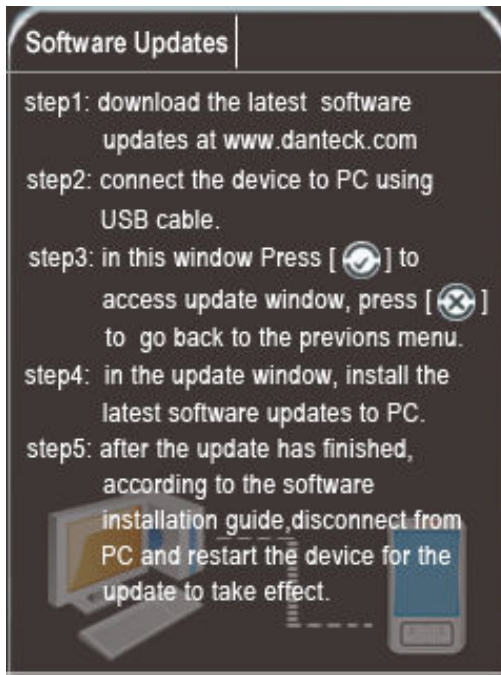 Software Updates
step1: download the latest software
updates at www.danteck.com
step2: connect the device to PC using
USB cable.
step3: in this window Press [ ] to
access update window, press [ ]
to go back to the previons menu.
step4: in the update window, install the
latest software updates to PC.
step5: after the update has finished,
according to the software
installation guide,disconnect from
PC and restart the device for the
update to take effect.